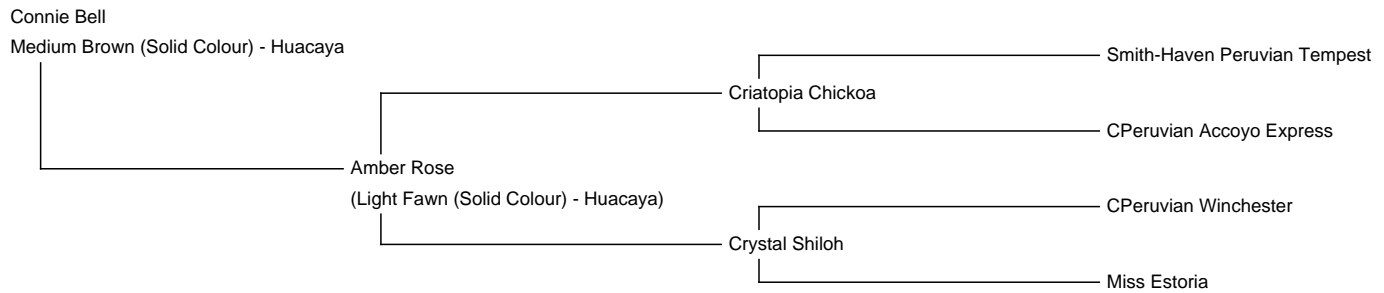 Connie Bell
Medium Brown (Solid Colour) - Huacaya
Smith-Haven Peruvian Tempest
Criatopia Chickoa
CPeruvian Accoyo Express
Amber Rose
(Light Fawn (Solid Colour) - Huacaya)
CPeruvian Winchester
Crystal Shiloh
Miss Estoria